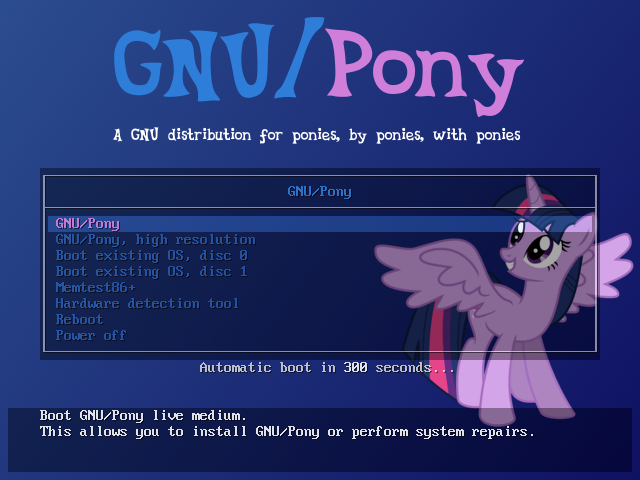 GNU/Pony
A GNU distribution for ponies, by ponies, with ponies
GNU/Pony
GNU/Pony
GNU/Pony, high resolution
Boot existing OS, disc 0
Boot existing OS, disc 1
Memtest86+
Hardware detection tool
Reboot
Power off
Automatic boot in 300 seconds...
Boot GNU/Pony live medium.
This allows you to install GNU/Pony or perform system repairs.